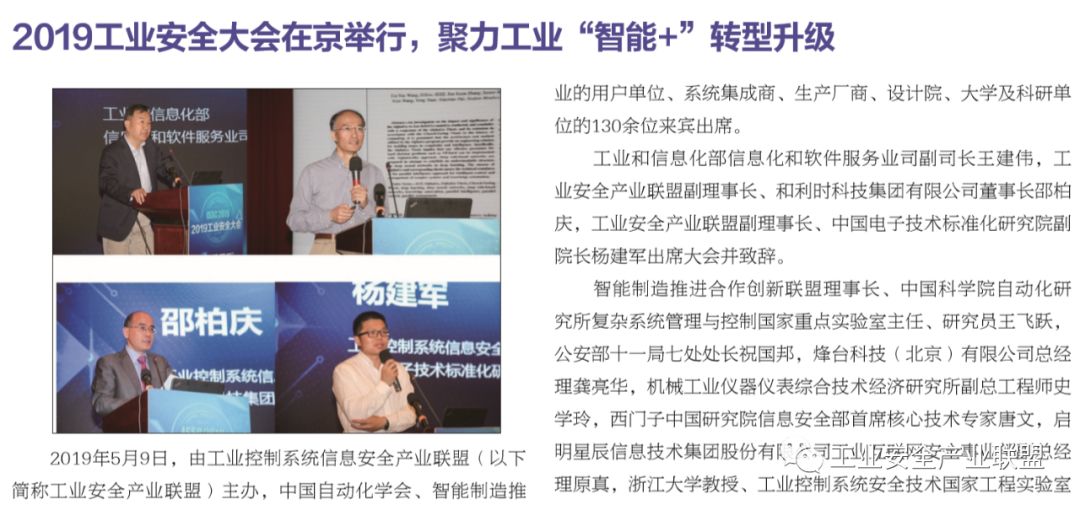 2019工业安全大会在京举行，聚力工业“智能+”转型升级
工业和信息化部
信息化和软件服务业司
2019工业安全大会
邵柏庆
杨建军
工业控制系统信息安全
2019年5月9日，由工业控制系统信息安全产业联盟（以下
简称工业安全产业联盟）主办，中国自动化学会、智能制造推
业的用户单位、系统集成商、生产厂商、设计院、大学及科研单
位的130余位来宾出席。
工业和信息化部信息化和软件服务业司副司长王建伟，工
业安全产业联盟副理事长、和利时科技集团有限公司董事长邵柏
庆，工业安全产业联盟副理事长、中国电子技术标准化研究院副
院长杨建军出席大会并致辞。
智能制造推进合作创新联盟理事长、中国科学院自动化研
究所复杂系统管理与控制国家重点实验室主任、研究员王飞跃，
公安部十一局七处处长祝国邦，烽台科技（北京）有限公司总经
理龚亮华，机械工业仪器仪表综合技术经济研究所副总工程师史
学玲，西门子中国研究院信息安全部首席核心技术专家唐文，启
明星辰信息技术集团股份有限公司工业互联安全事业部副总经
理原真，浙江大学教授、工业控制系统安全技术国家工程实验室
工业安全产业联盟